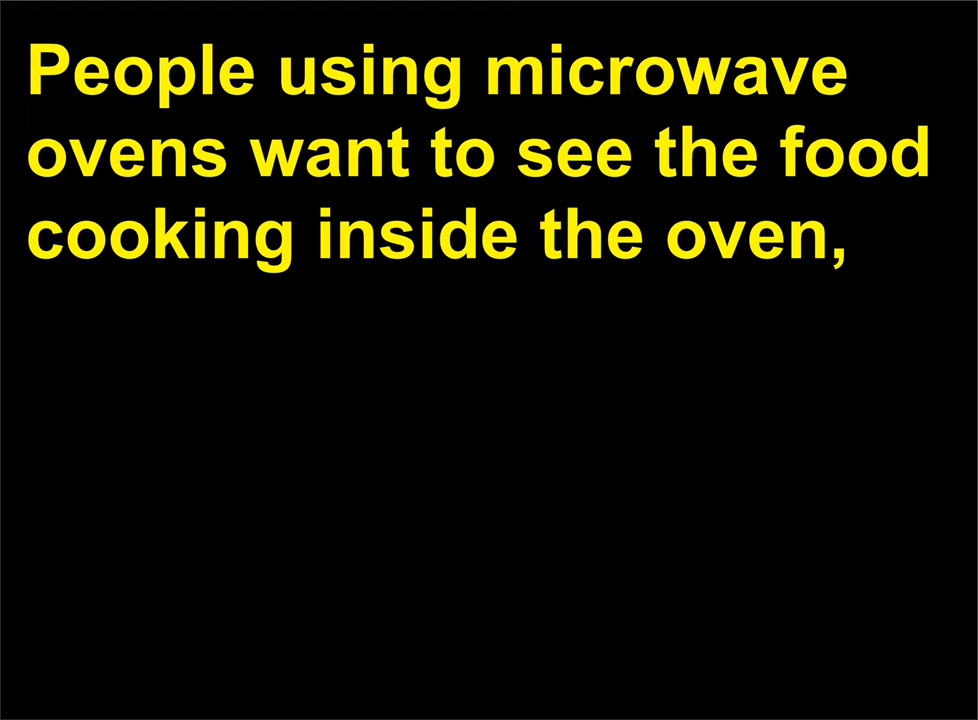 People using microwave
ovens want to see the food
cooking inside the oven,